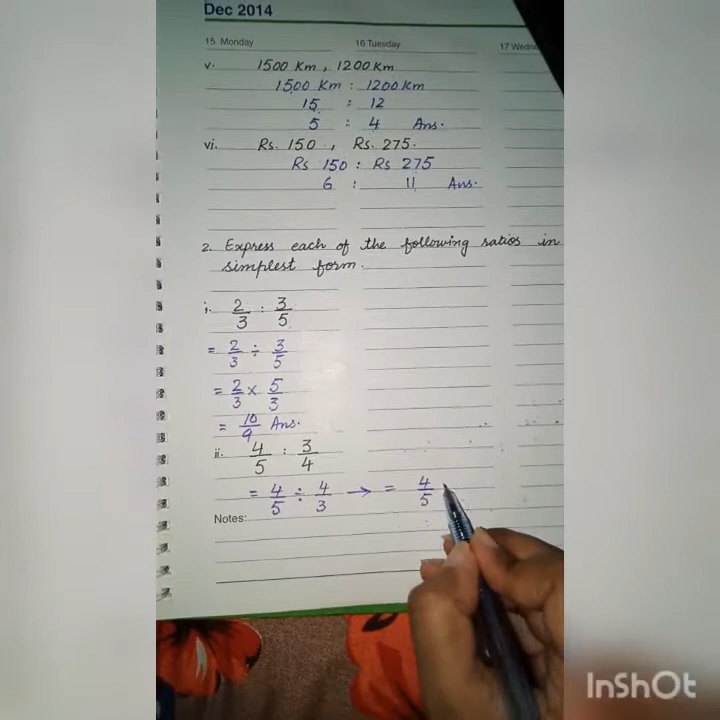 Dec 2014
15 Monday 16 Tuesday 17 Wedn
v. 1500 Km, 1200 Km
1500 Km : 1200 Km
15 : 12
5 : 4 Ans.
vi. Rs. 150, Rs. 275.
Rs 150 : Rs 275
6 : 11 Ans.
2. Express each of the following ratios in
simplest form.
i. 2/3 : 3/5
= 2/3 ÷ 3/5
= 2/3 × 5/3
= 10/9 Ans.
ii. 4/5 : 3/4
= 4/5 ÷ 4/3 → = 4/5
Notes:
InShOt